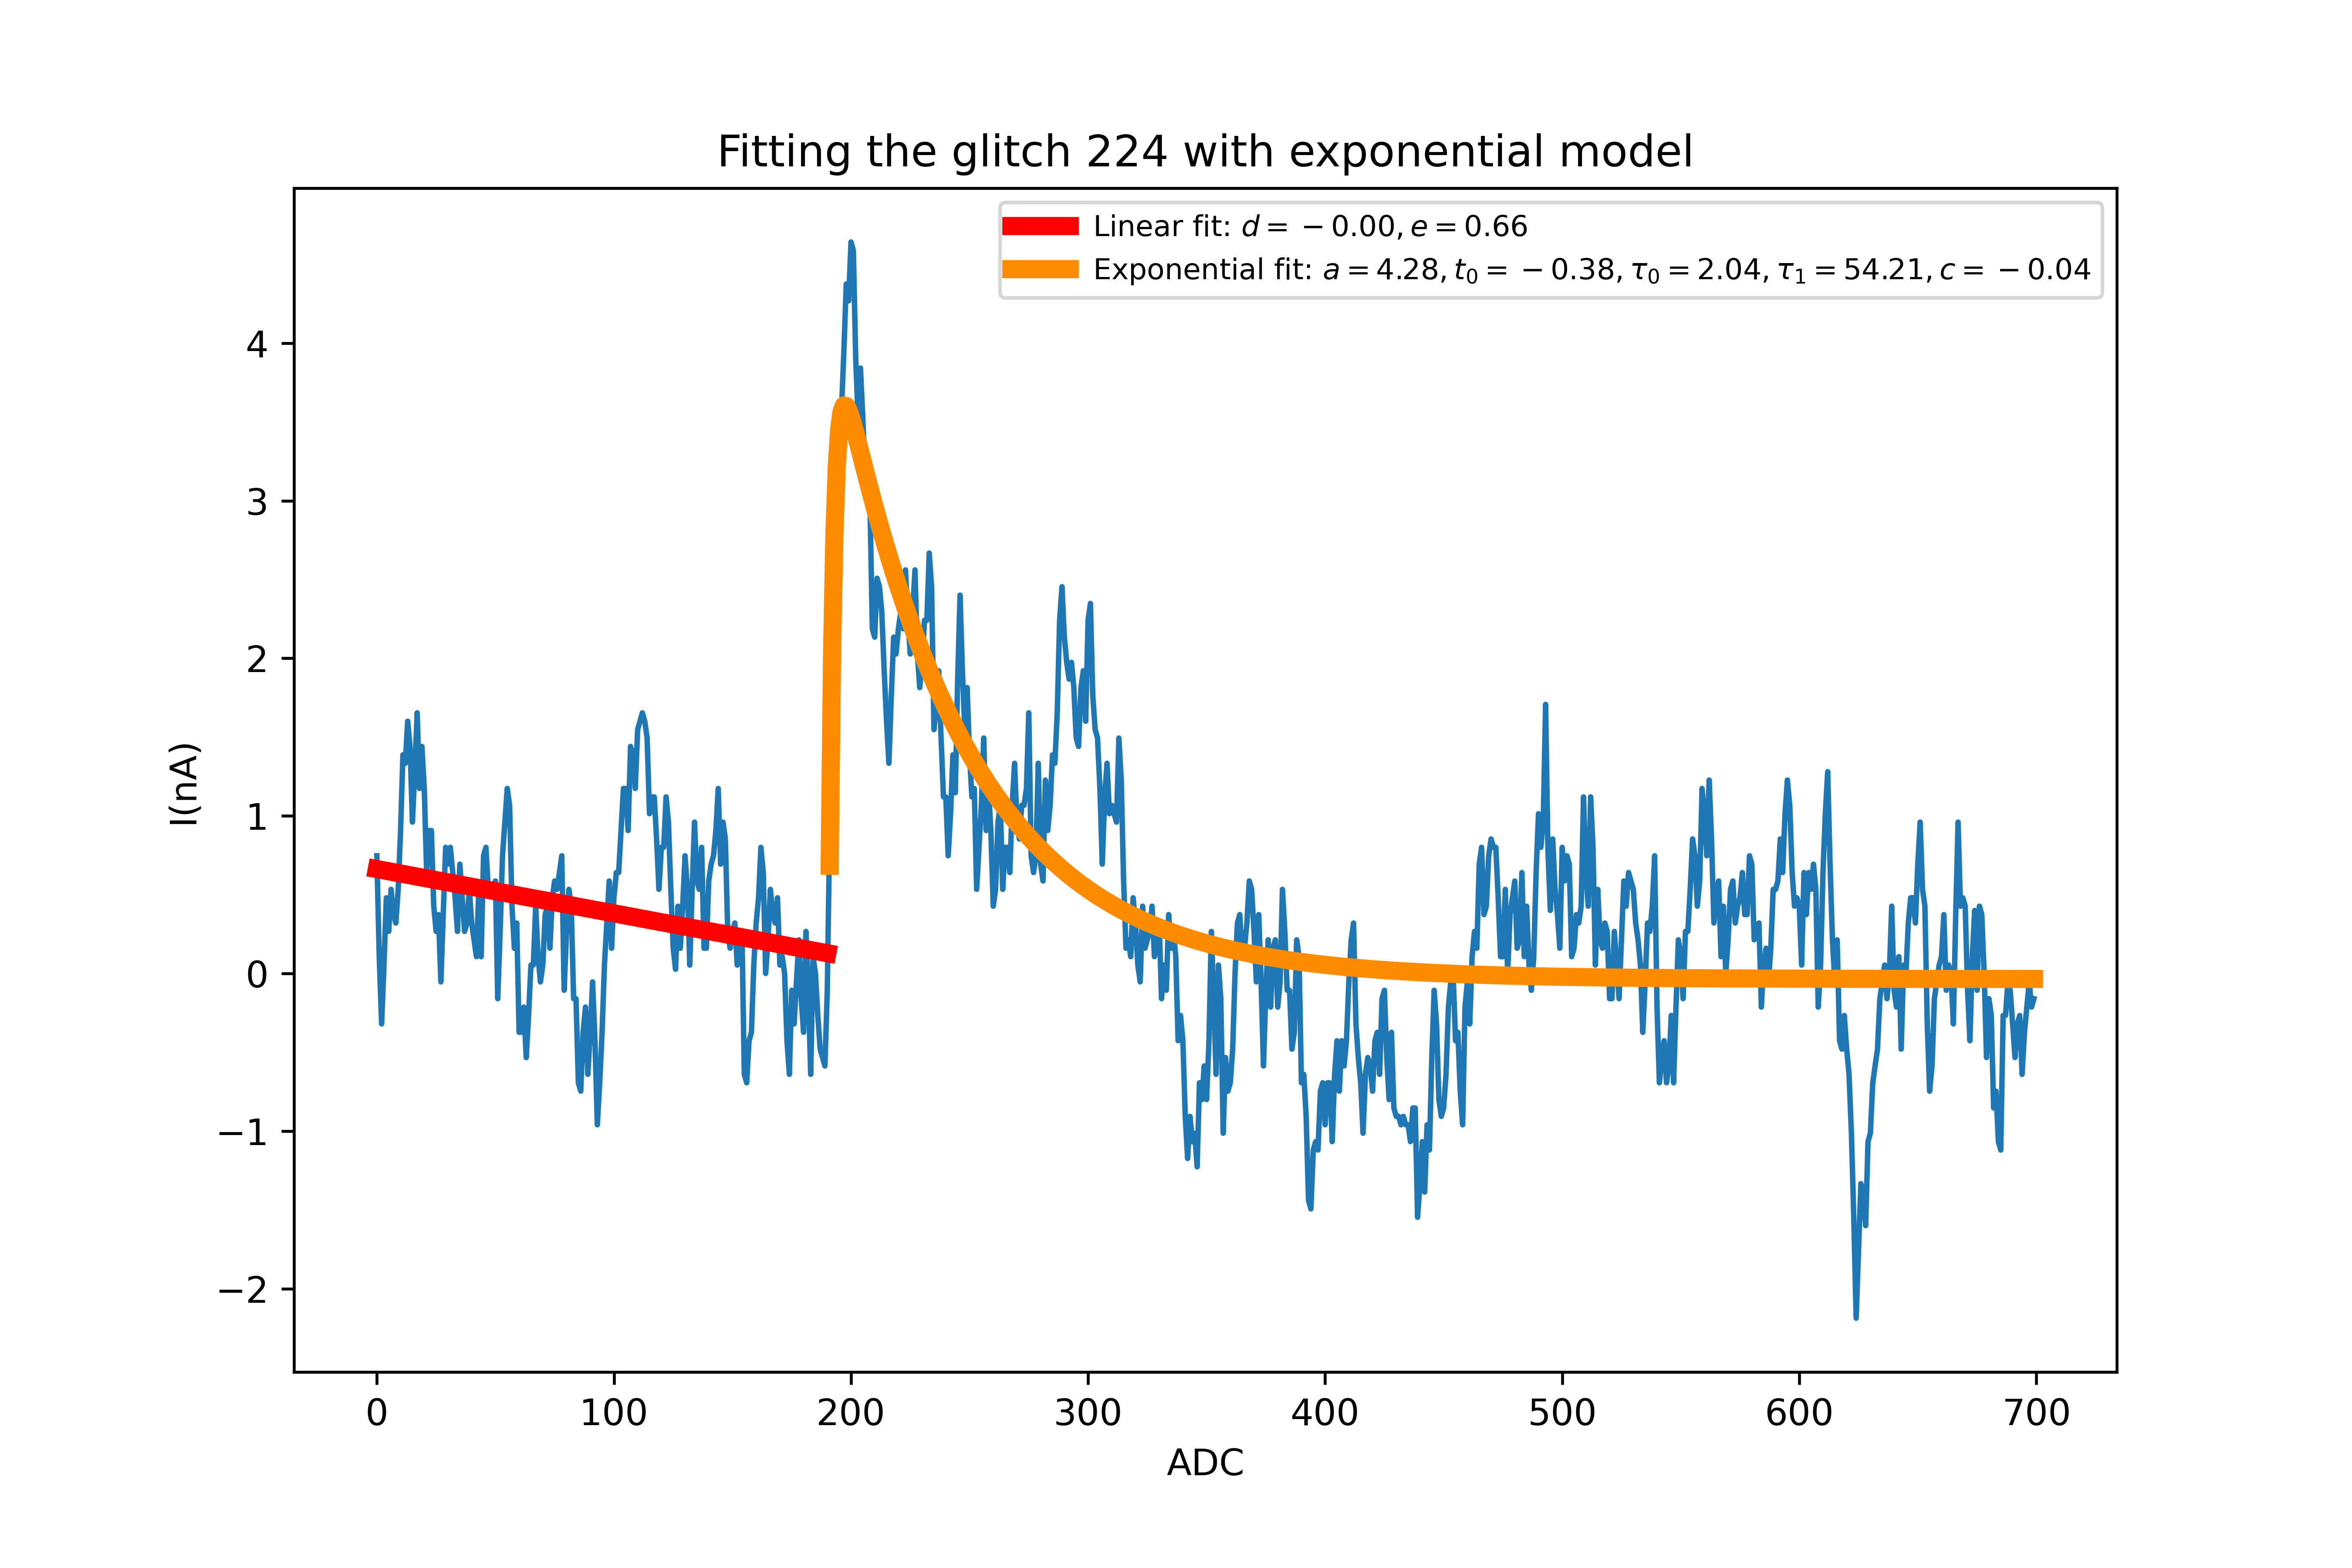 Fitting the glitch 224 with exponential model
Linear fit: d = −0.00, e = 0.66
Exponential fit: a = 4.28, t₀ = −0.38, τ₀ = 2.04, τ₁ = 54.21, c = −0.04
4
3
2
1
0
−1
−2
I(nA)
0 100 200 300 400 500 600 700
ADC